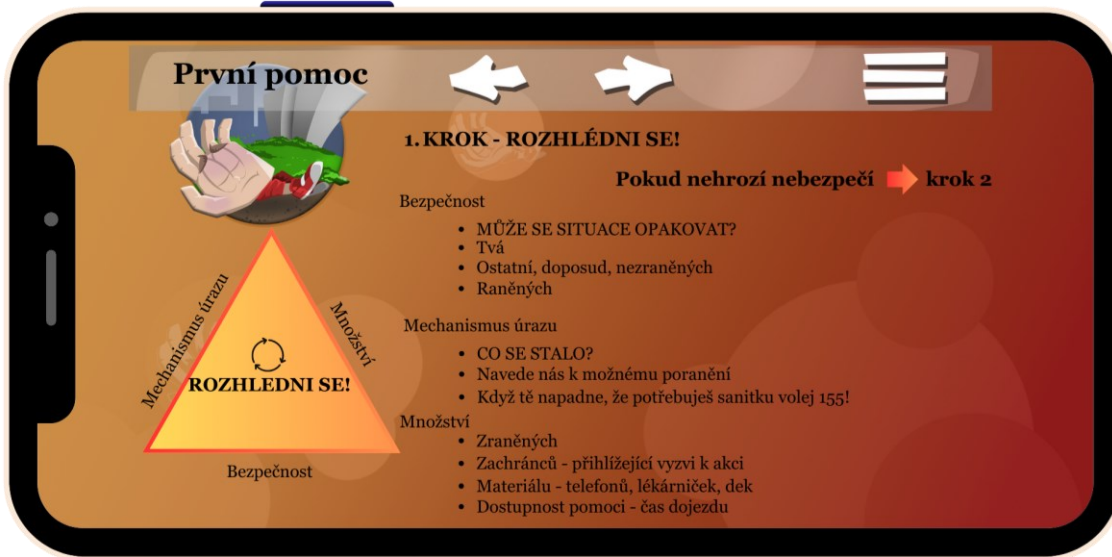 První pomoc
1. KROK - ROZHLÉDNI SE!
Pokud nehrozí nebezpečí krok 2
Bezpečnost
• MŮŽE SE SITUACE OPAKOVAT?
• Tvá
• Ostatní, doposud, nezraněných
• Raněných
Mechanismus úrazu
• CO SE STALO?
• Navede nás k možnému poranění
• Když tě napadne, že potřebuješ sanitku volej 155!
Množství
• Zraněných
• Zachránců - přihlížející vyzvi k akci
• Materiálu - telefonů, lékárniček, dek
• Dostupnost pomoci - čas dojezdu
Mechanismus úrazu
Množství
ROZHLEDNI SE!
Bezpečnost